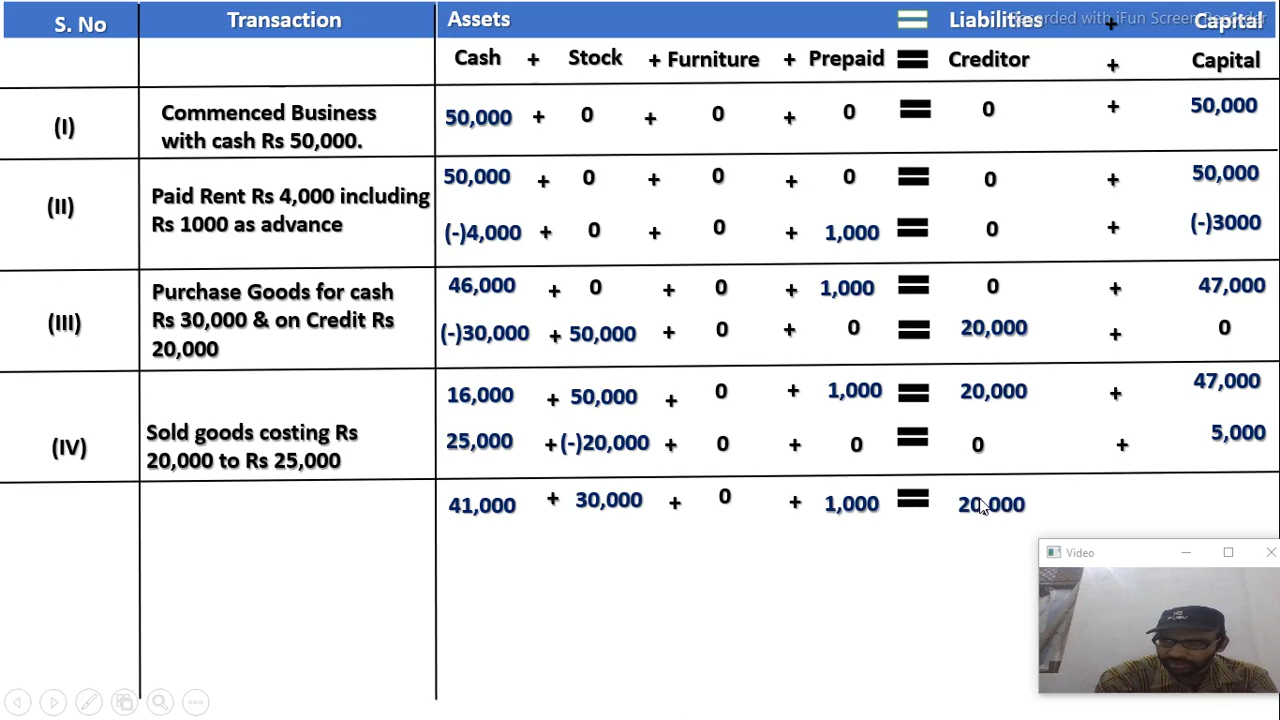 S. No Transaction Assets = Liabilities + Capital
Recorded with iFun Screen Recorder
Cash + Stock + Furniture + Prepaid = Creditor + Capital
(I) Commenced Business
with cash Rs 50,000.
50,000 + 0 + 0 + 0 = 0 + 50,000
(II) Paid Rent Rs 4,000 including
Rs 1000 as advance
50,000 + 0 + 0 + 0 = 0 + 50,000
(-)4,000 + 0 + 0 + 1,000 = 0 + (-)3000
(III) Purchase Goods for cash
Rs 30,000 & on Credit Rs
20,000
46,000 + 0 + 0 + 1,000 = 0 + 47,000
(-)30,000 + 50,000 + 0 + 0 = 20,000 + 0
(IV) Sold goods costing Rs
20,000 to Rs 25,000
16,000 + 50,000 + 0 + 1,000 = 20,000 + 47,000
25,000 + (-)20,000 + 0 + 0 = 0 + 5,000
41,000 + 30,000 + 0 + 1,000 = 20,000
Video